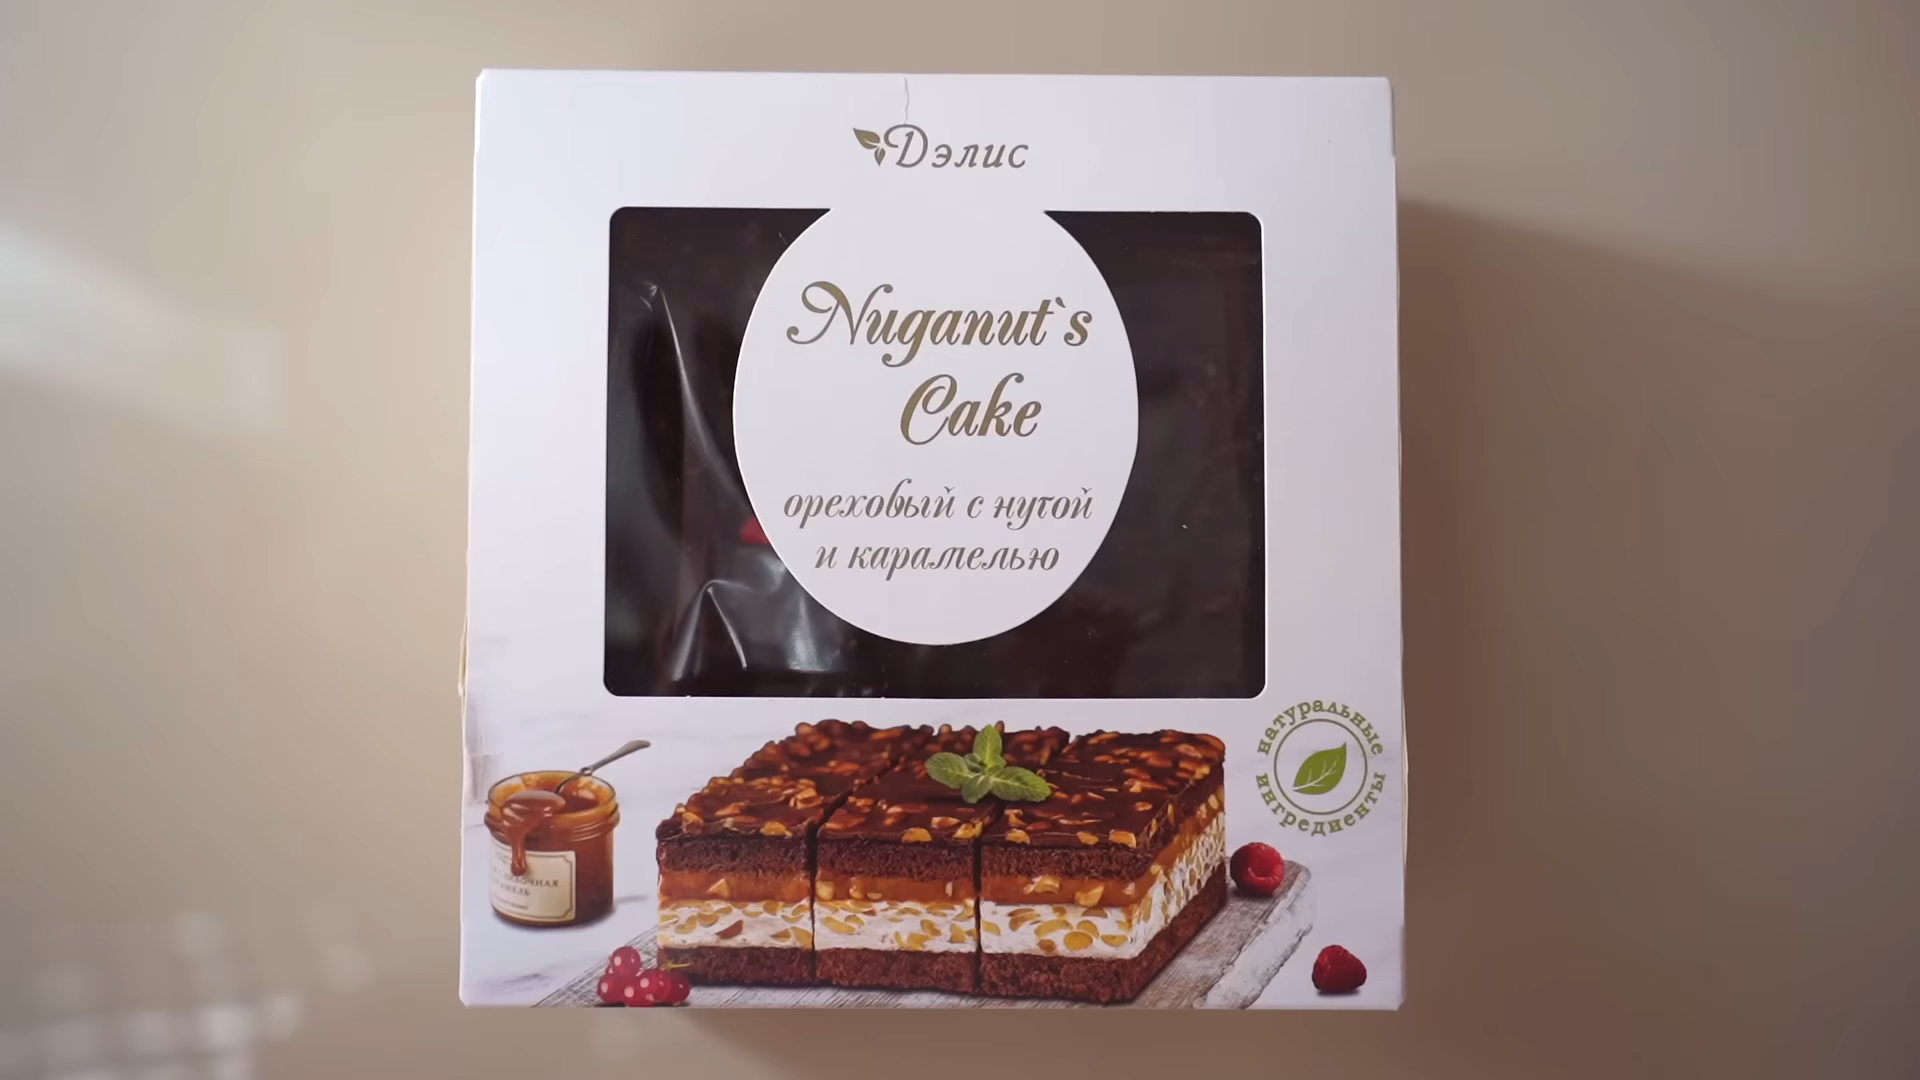 Дэлис
Nuganut`s
Cake
ореховый с нугой
и карамелью
натуральные
ингредиенты